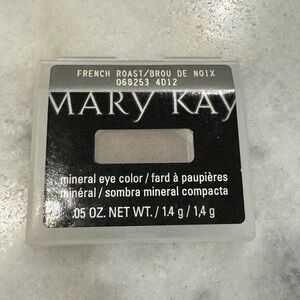 FRENCH ROAST/BROU DE NOIX
068253 4D12
MARY KAY
mineral eye color / fard à paupières
minéral / sombra mineral compacta
.05 OZ. NET WT. / 1.4 g / 1,4 g